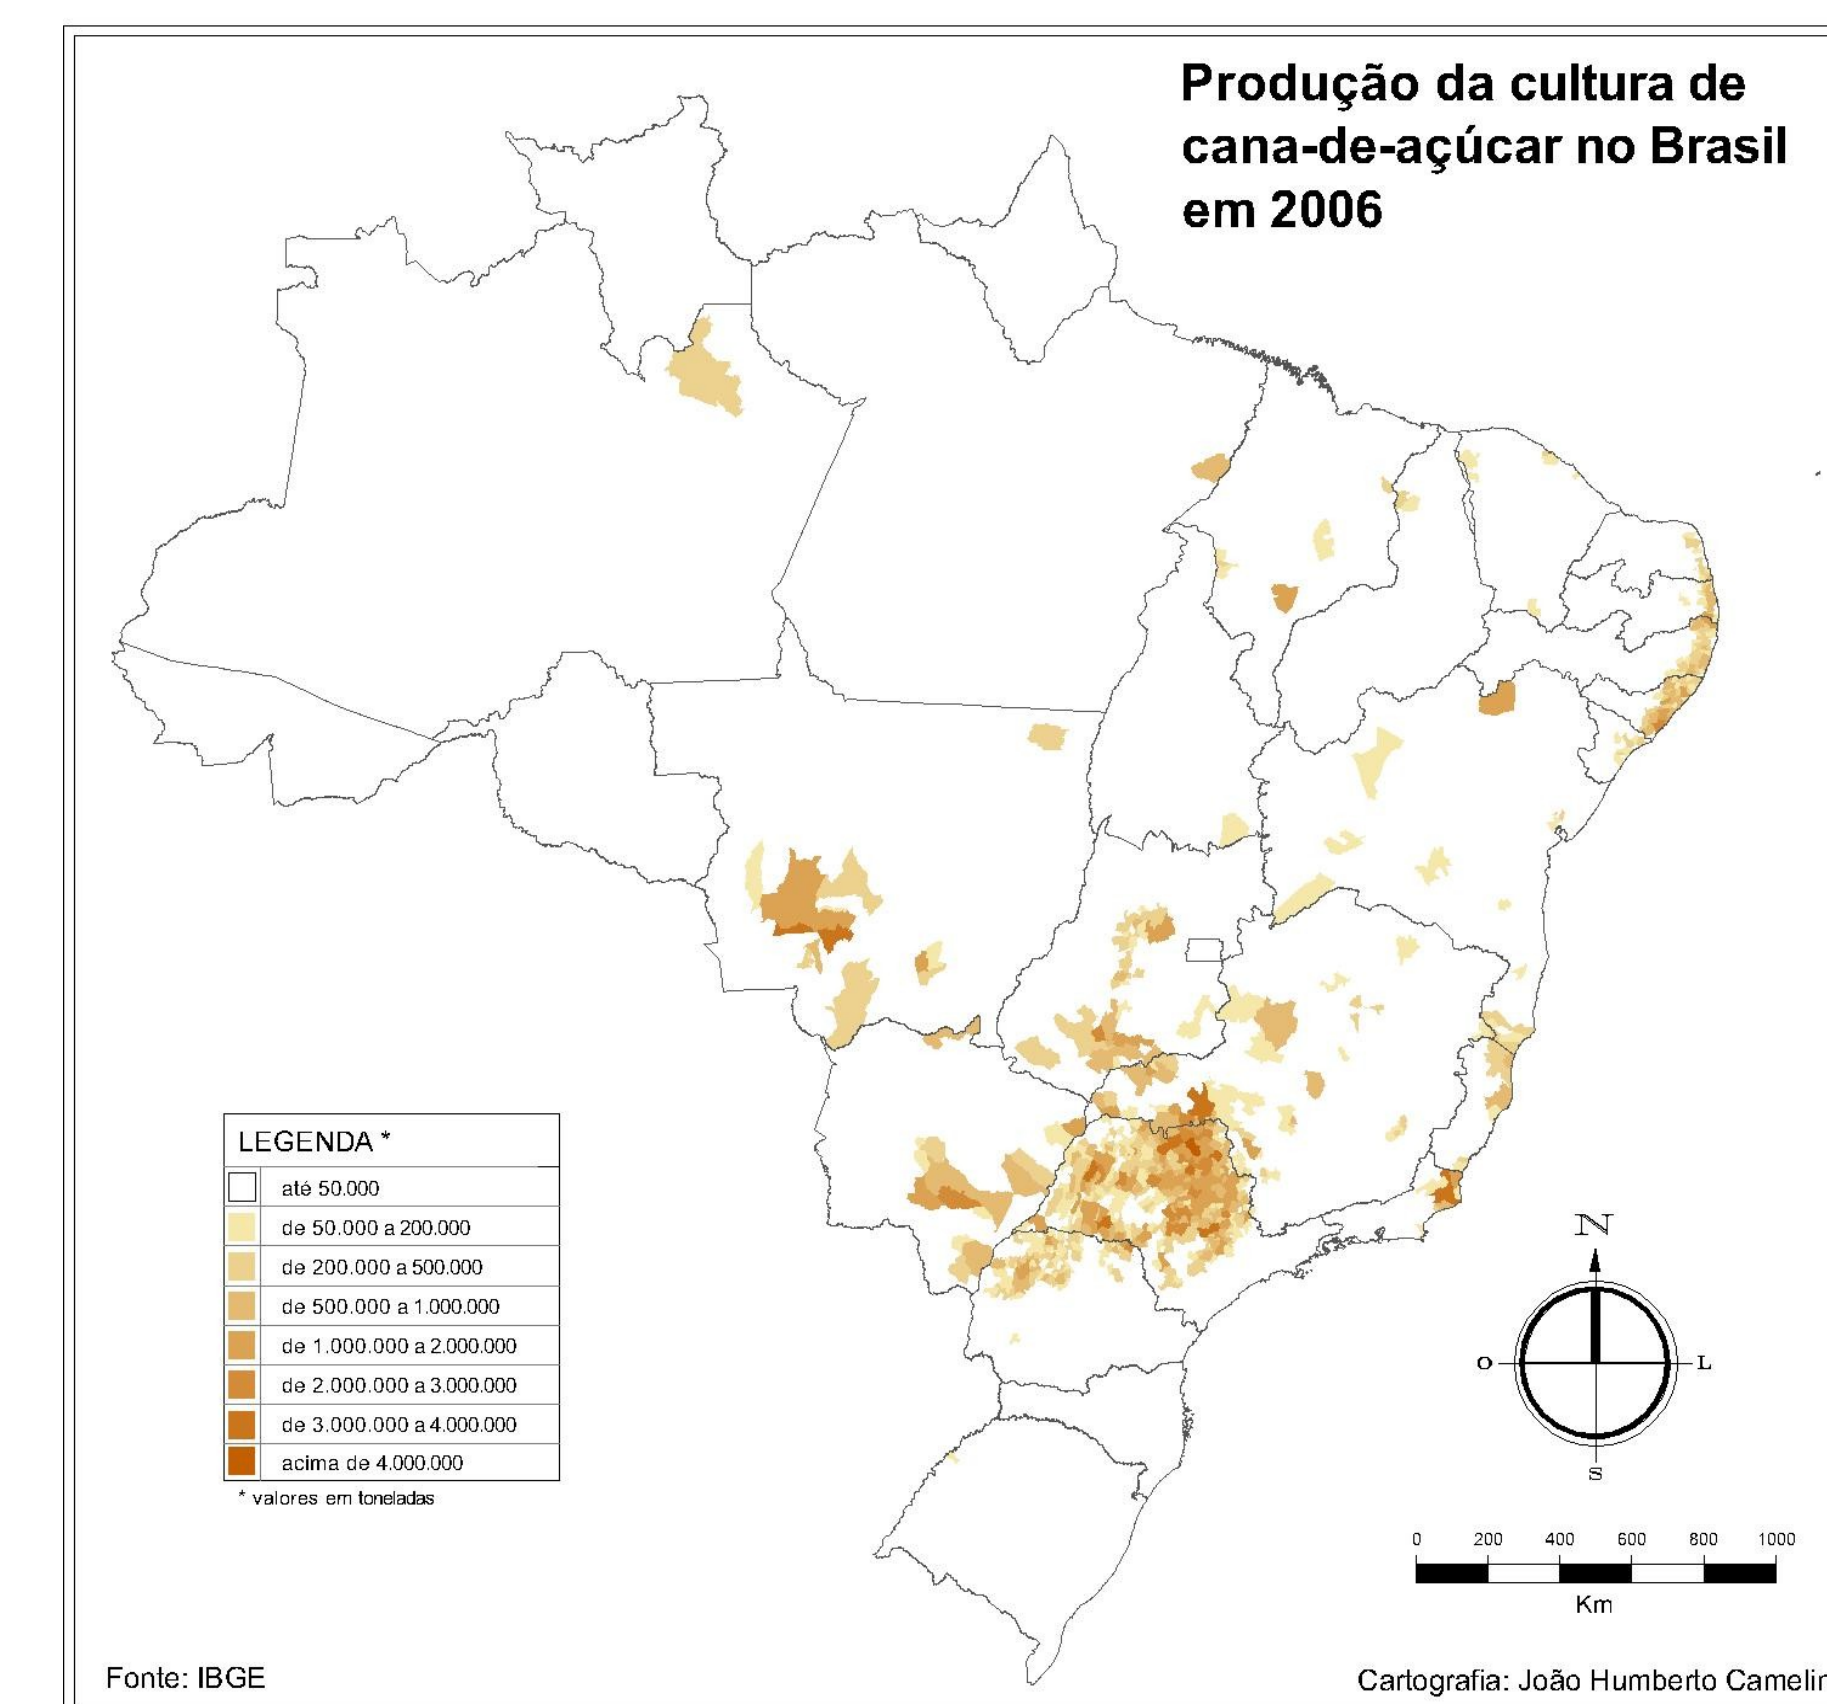 Produção da cultura de
cana-de-açúcar no Brasil
em 2006
LEGENDA *
até 50.000
de 50.000 a 200.000
de 200.000 a 500.000
de 500.000 a 1.000.000
de 1.000.000 a 2.000.000
de 2.000.000 a 3.000.000
de 3.000.000 a 4.000.000
acima de 4.000.000
* valores em toneladas
N
O
L
S
0 200 400 600 800 1000
Km
Fonte: IBGE
Cartografia: João Humberto Camelin